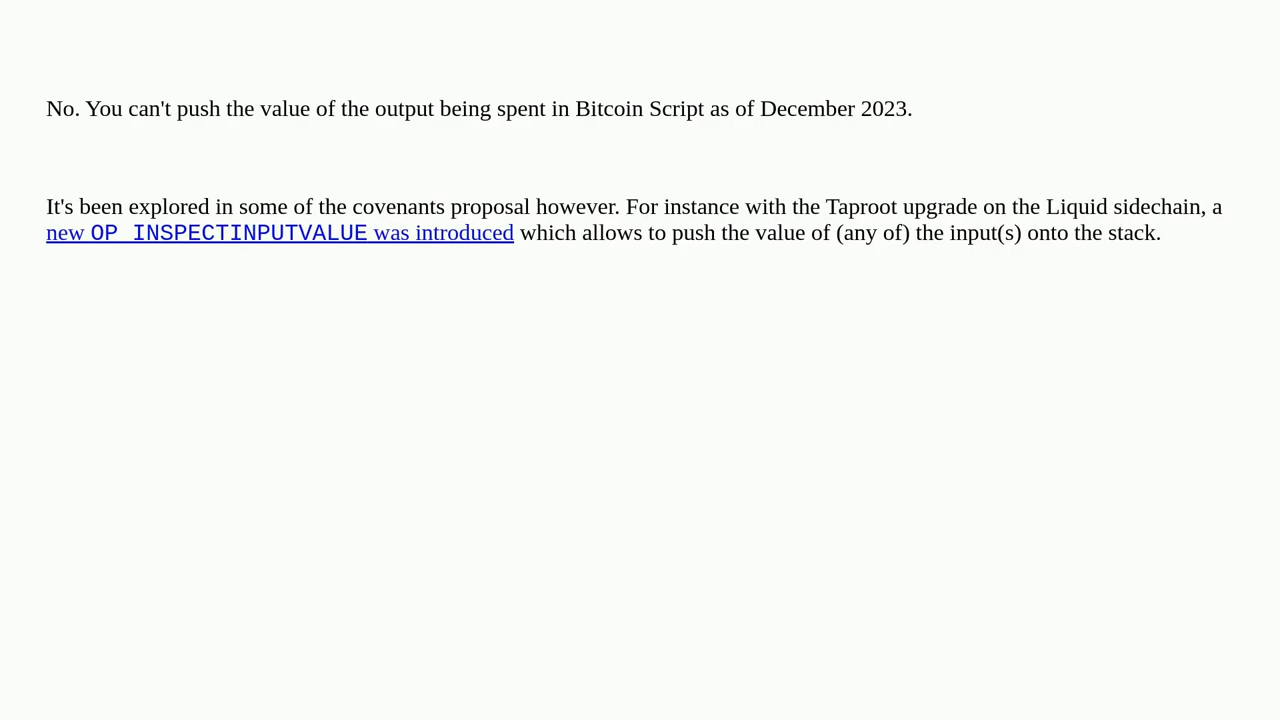 No. You can't push the value of the output being spent in Bitcoin Script as of December 2023.
It's been explored in some of the covenants proposal however. For instance with the Taproot upgrade on the Liquid sidechain, a
new OP_INSPECTINPUTVALUE was introduced which allows to push the value of (any of) the input(s) onto the stack.